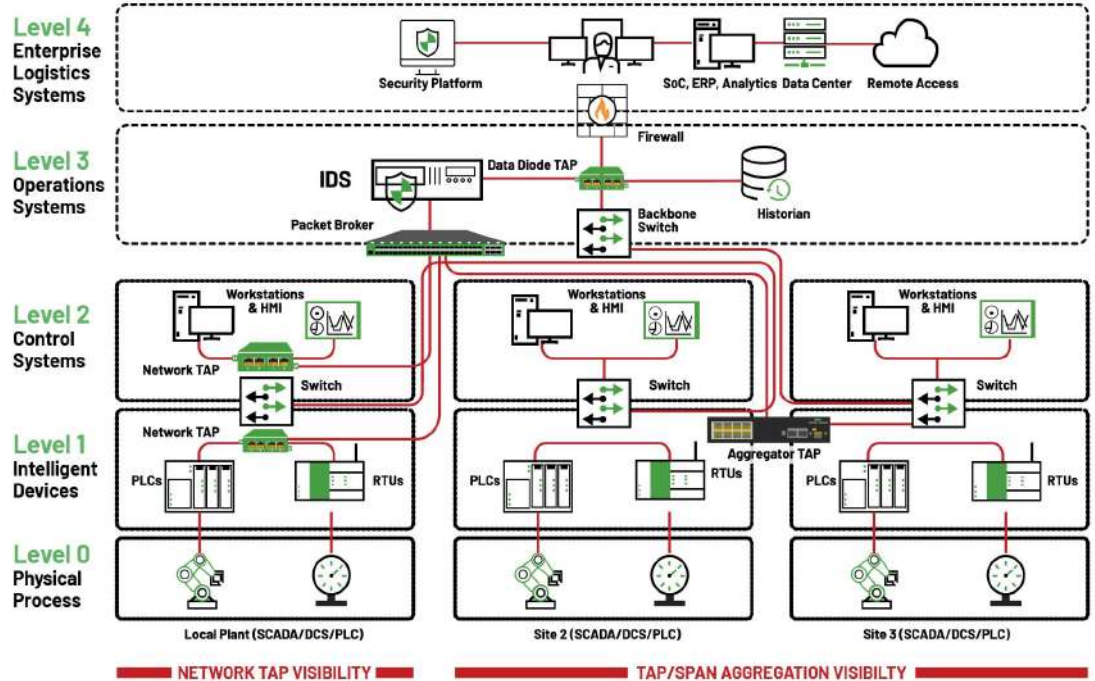 Level 4
Enterprise
Logistics
Systems
Security Platform
SoC, ERP, Analytics
Data Center
Remote Access
Firewall
Level 3
Operations
Systems
IDS
Data Diode TAP
Packet Broker
Backbone
Switch
Historian
Level 2
Control
Systems
Workstations
& HMI
Network TAP
Switch
Workstations
& HMI
Switch
Workstations
& HMI
Switch
Level 1
Intelligent
Devices
Network TAP
PLCs
RTUs
PLCs
RTUs
Aggregator TAP
PLCs
RTUs
Level 0
Physical
Process
Local Plant (SCADA/DCS/PLC)
Site 2 (SCADA/DCS/PLC)
Site 3 (SCADA/DCS/PLC)
NETWORK TAP VISIBILITY
TAP/SPAN AGGREGATION VISIBILTY